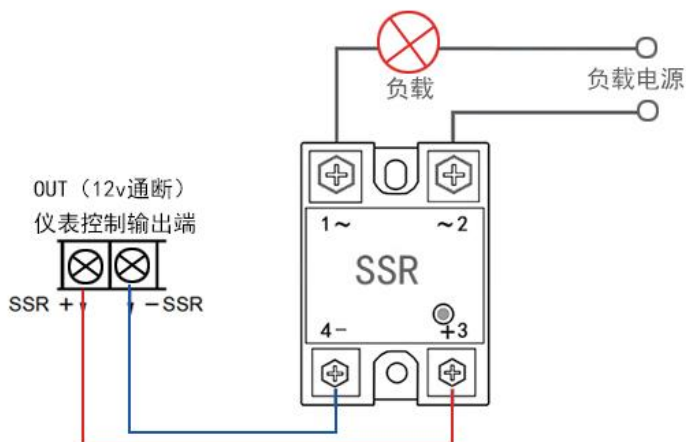 负载
负载电源
OUT（12v通断）
仪表控制输出端
SSR + －SSR
1～ ～2
SSR
4－ +3